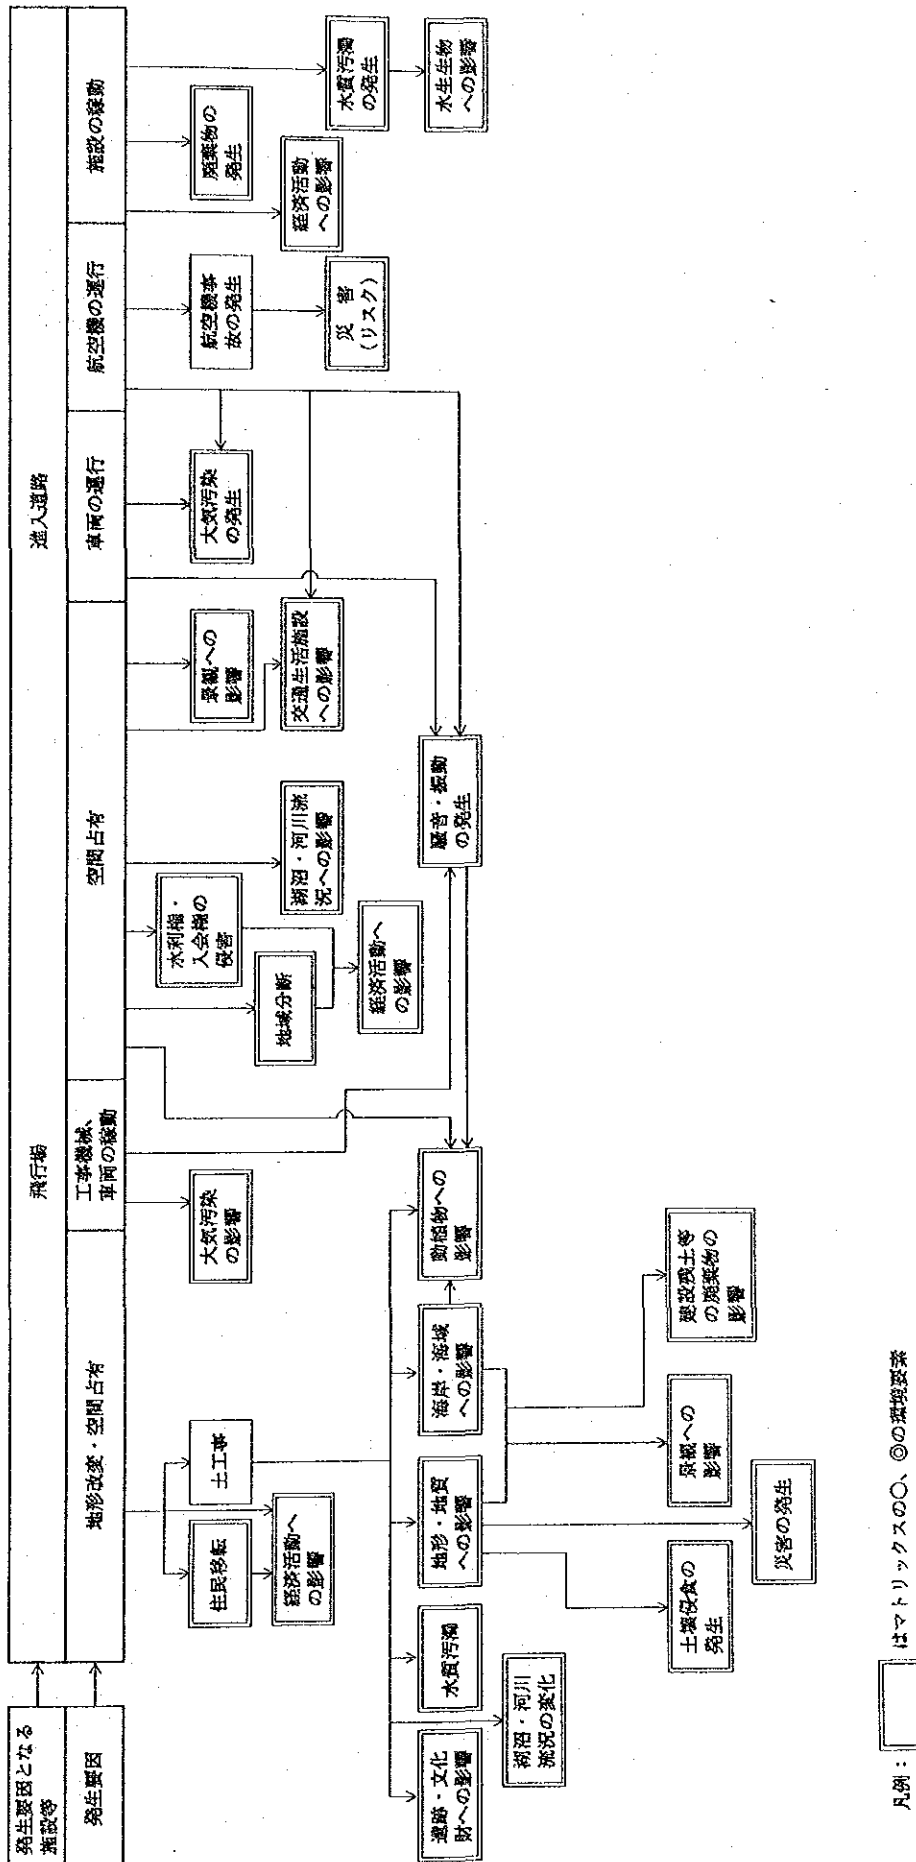 発生要因となる
施設等
飛行場
進入道路
発生要因
地形改変・空間占有
工事機械、
車両の稼動
空間占有
車両の運行
航空機の運行
施設の稼動
住民移転
土工事
経済活動へ
の影響
大気汚染
の影響
水利権・
入会権の
侵害
地域分断
経済活動へ
の影響
湖沼・河川流
況への影響
景観への
影響
交通生活施設
への影響
大気汚染
の発生
航空機事
故の発生
災害
(リスク)
廃棄物の
発生
経済活動
への影響
水質汚濁
の発生
水生生物
への影響
遺跡・文化
財への影響
水質汚濁
地形・地質
への影響
海岸・海域
への影響
動植物への
影響
騒音・振動
の発生
湖沼・河川
流況の変化
土壌侵食の
発生
景観への
影響
建設残土等
の廃棄物の
影響
災害の発生
凡例:
はマトリックスの○、◎の環境要素